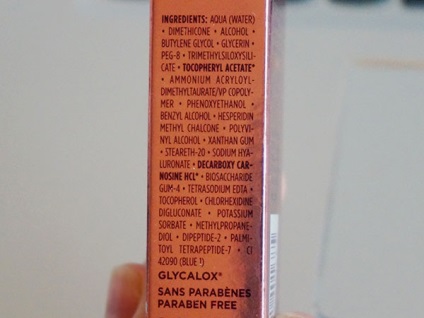 INGREDIENTS: AQUA (WATER)
• DIMETHICONE • ALCOHOL •
BUTYLENE GLYCOL • GLYCERIN •
PEG-8 • TRIMETHYLSILOXYSILI-
CATE • TOCOPHERYL ACETATE*
• AMMONIUM ACRYLOYL-
DIMETHYLTAURATE/VP COPOLY-
MER • PHENOXYETHANOL •
BENZYL ALCOHOL • HESPERIDIN
METHYL CHALCONE • POLYVI-
NYL ALCOHOL • XANTHAN GUM
• STEARETH-20 • SODIUM HYA-
LURONATE • DECARBOXY CAR-
NOSINE HCL* • BIOSACCHARIDE
GUM-4 • TETRASODIUM EDTA •
TOCOPHEROL • CHLORHEXIDINE
DIGLUCONATE • POTASSIUM
SORBATE • METHYLPROPANE-
DIOL • DIPEPTIDE-2 • PALMI-
TOYL TETRAPEPTIDE-7 • CI
42090 (BLUE 1)
GLYCALOX®
SANS PARABÈNES
PARABEN FREE